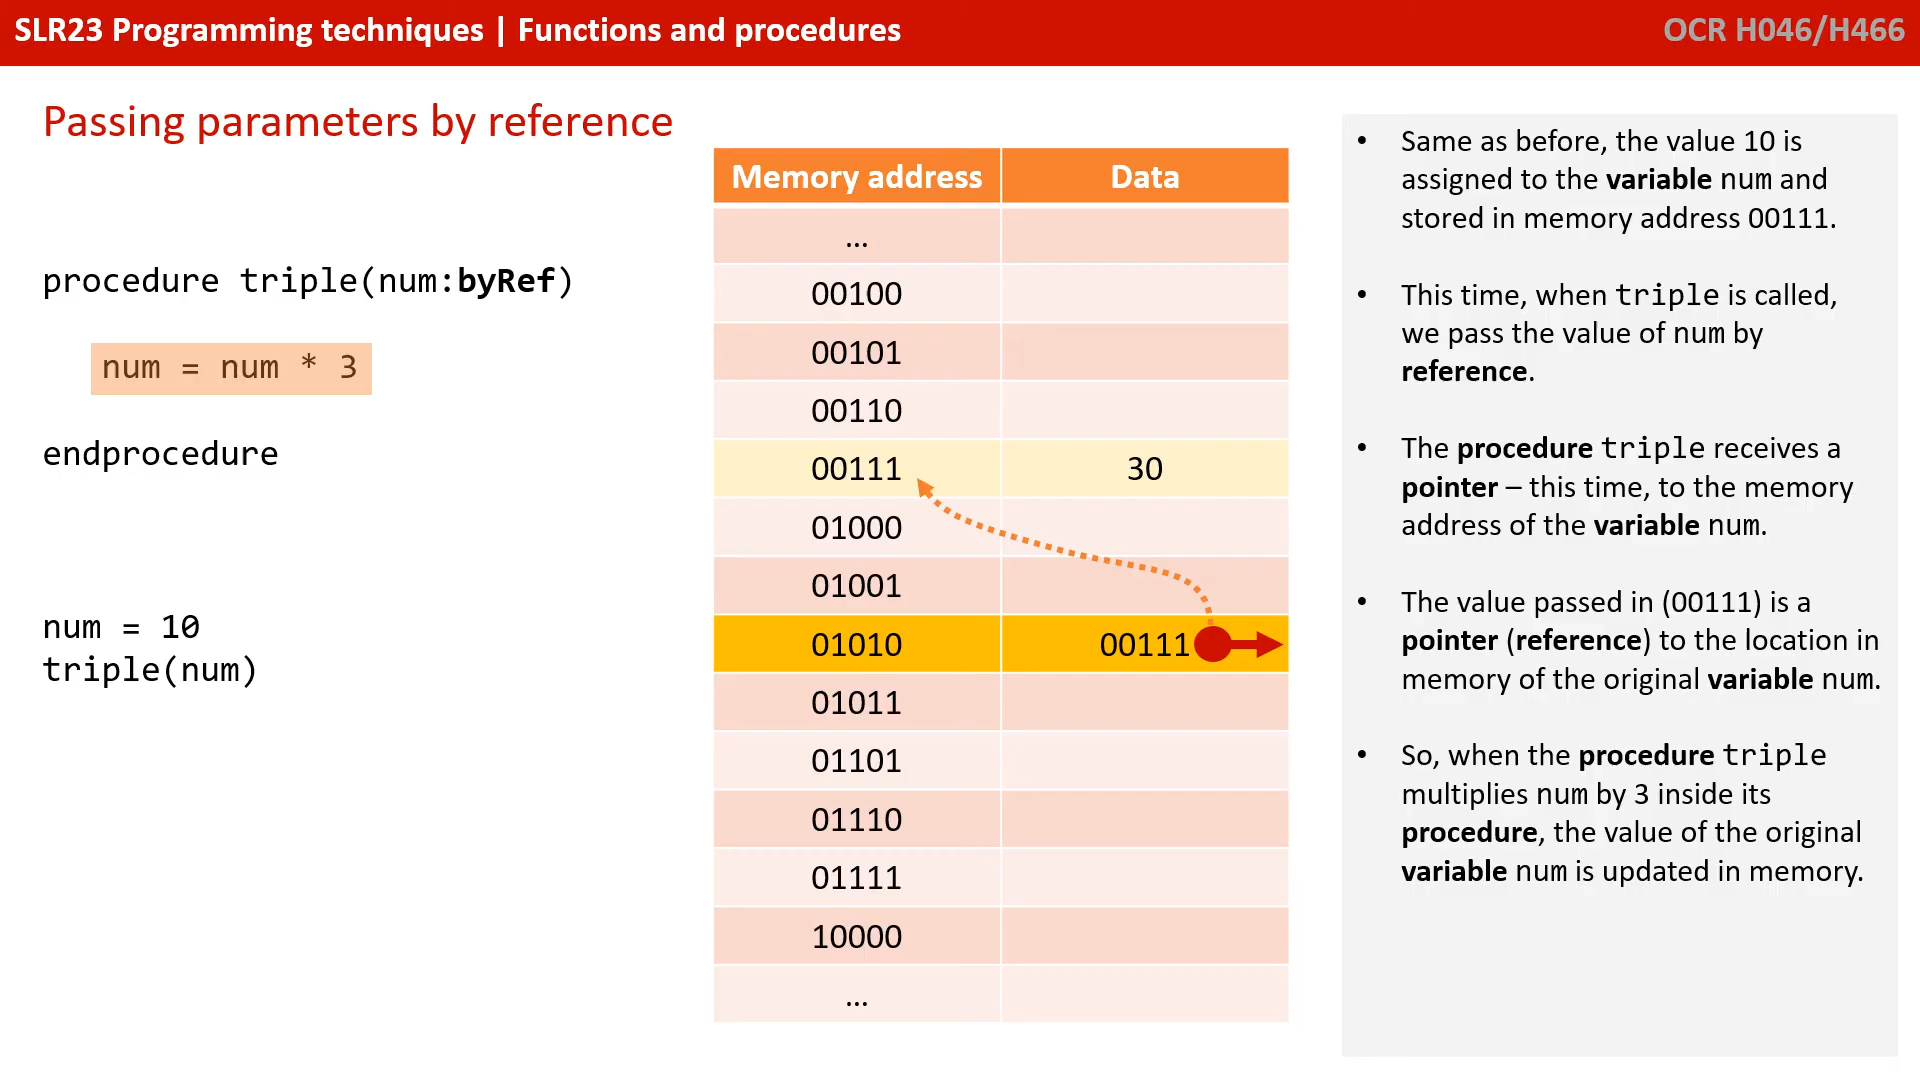 SLR23 Programming techniques | Functions and procedures
OCR H046/H466
Passing parameters by reference
procedure triple(num:byRef)
num = num * 3
endprocedure
num = 10
triple(num)
Memory address Data
...
00100
00101
00110
00111 30
01000
01001
01010 00111
01011
01101
01110
01111
10000
...
• Same as before, the value 10 is
assigned to the variable num and
stored in memory address 00111.
• This time, when triple is called,
we pass the value of num by
reference.
• The procedure triple receives a
pointer – this time, to the memory
address of the variable num.
• The value passed in (00111) is a
pointer (reference) to the location in
memory of the original variable num.
• So, when the procedure triple
multiplies num by 3 inside its
procedure, the value of the original
variable num is updated in memory.